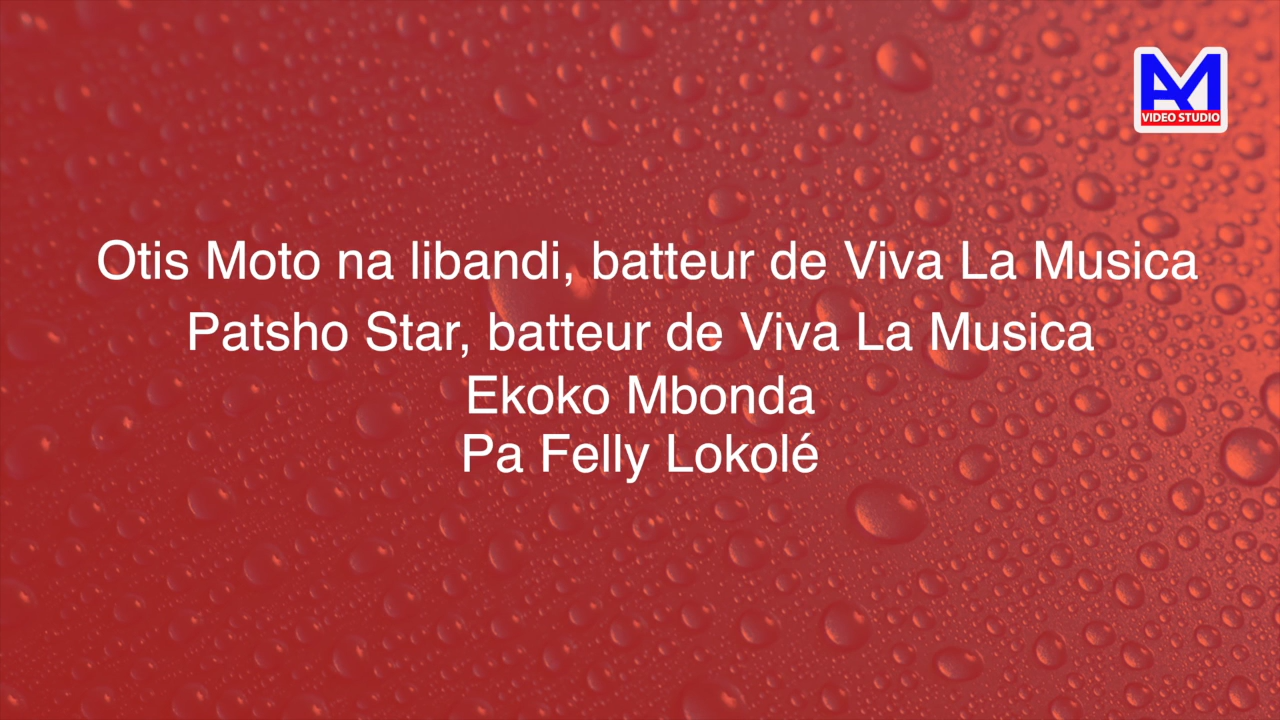 AM
VIDEO STUDIO
Otis Moto na libandi, batteur de Viva La Musica
Patsho Star, batteur de Viva La Musica
Ekoko Mbonda
Pa Felly Lokolé